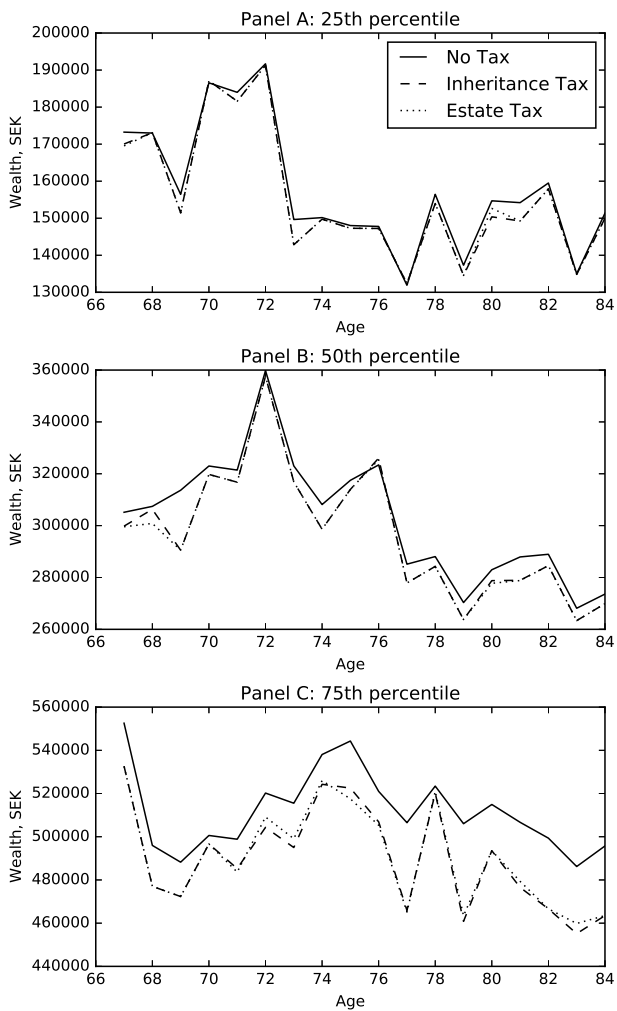 Panel A: 25th percentile
200000
190000
180000
170000
160000
150000
140000
130000
Wealth, SEK
No Tax
Inheritance Tax
Estate Tax
66 68 70 72 74 76 78 80 82 84
Age
Panel B: 50th percentile
360000
340000
320000
300000
280000
260000
Wealth, SEK
66 68 70 72 74 76 78 80 82 84
Age
Panel C: 75th percentile
560000
540000
520000
500000
480000
460000
440000
Wealth, SEK
66 68 70 72 74 76 78 80 82 84
Age